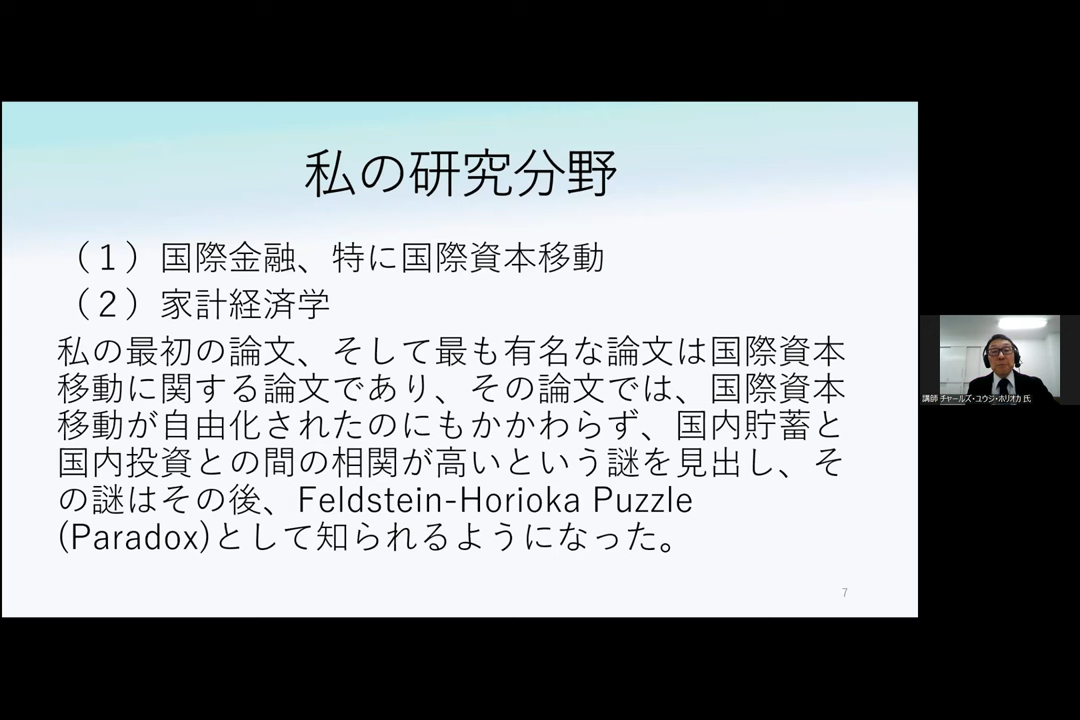 私の研究分野
（１）国際金融、特に国際資本移動
（２）家計経済学
私の最初の論文、そして最も有名な論文は国際資本
移動に関する論文であり、その論文では、国際資本
移動が自由化されたのにもかかわらず、国内貯蓄と
国内投資との間の相関が高いという謎を見出し、そ
の謎はその後、Feldstein-Horioka Puzzle
(Paradox)として知られるようになった。
7
講師 チャールズ・ユウジ・ホリオカ 氏